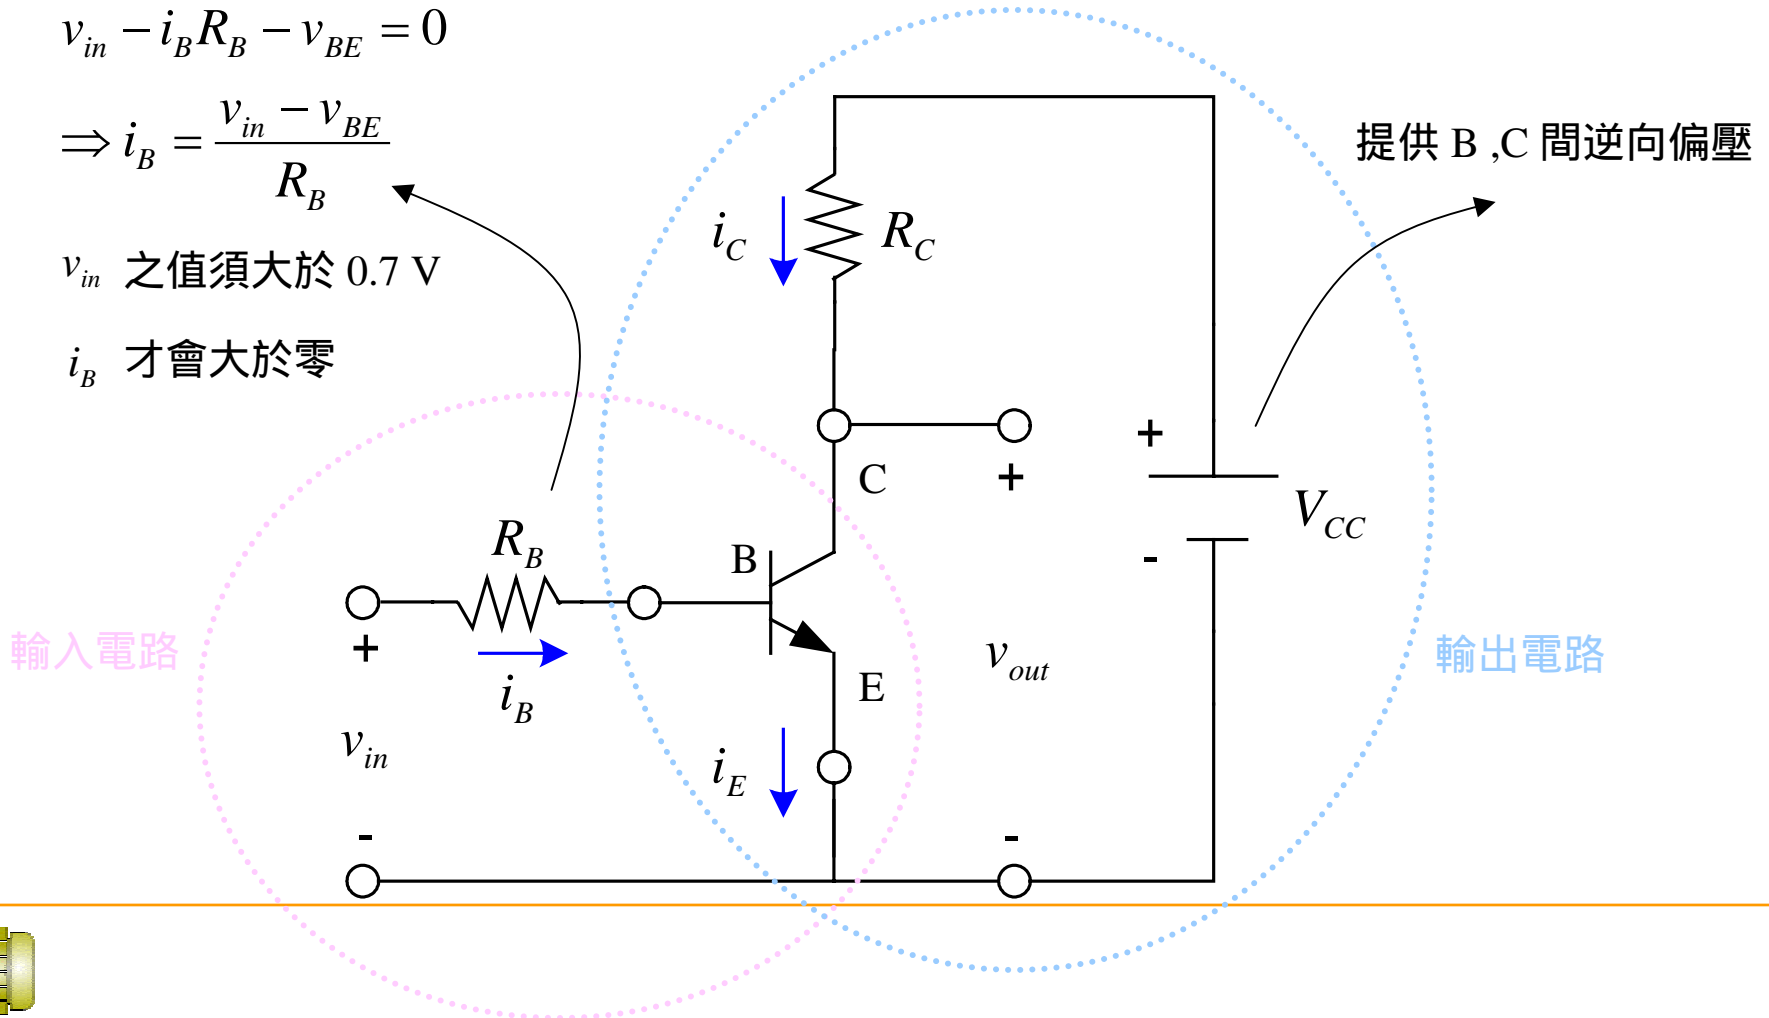 v_in − i_B R_B − v_BE = 0
⇒ i_B = (v_in − v_BE) / R_B
v_in 之值須大於 0.7 V
i_B 才會大於零
提供 B ,C 間逆向偏壓
i_C
R_C
+
C
+
V_CC
-
R_B
B
+
i_B
輸入電路
輸出電路
E
v_out
v_in
i_E
-
-